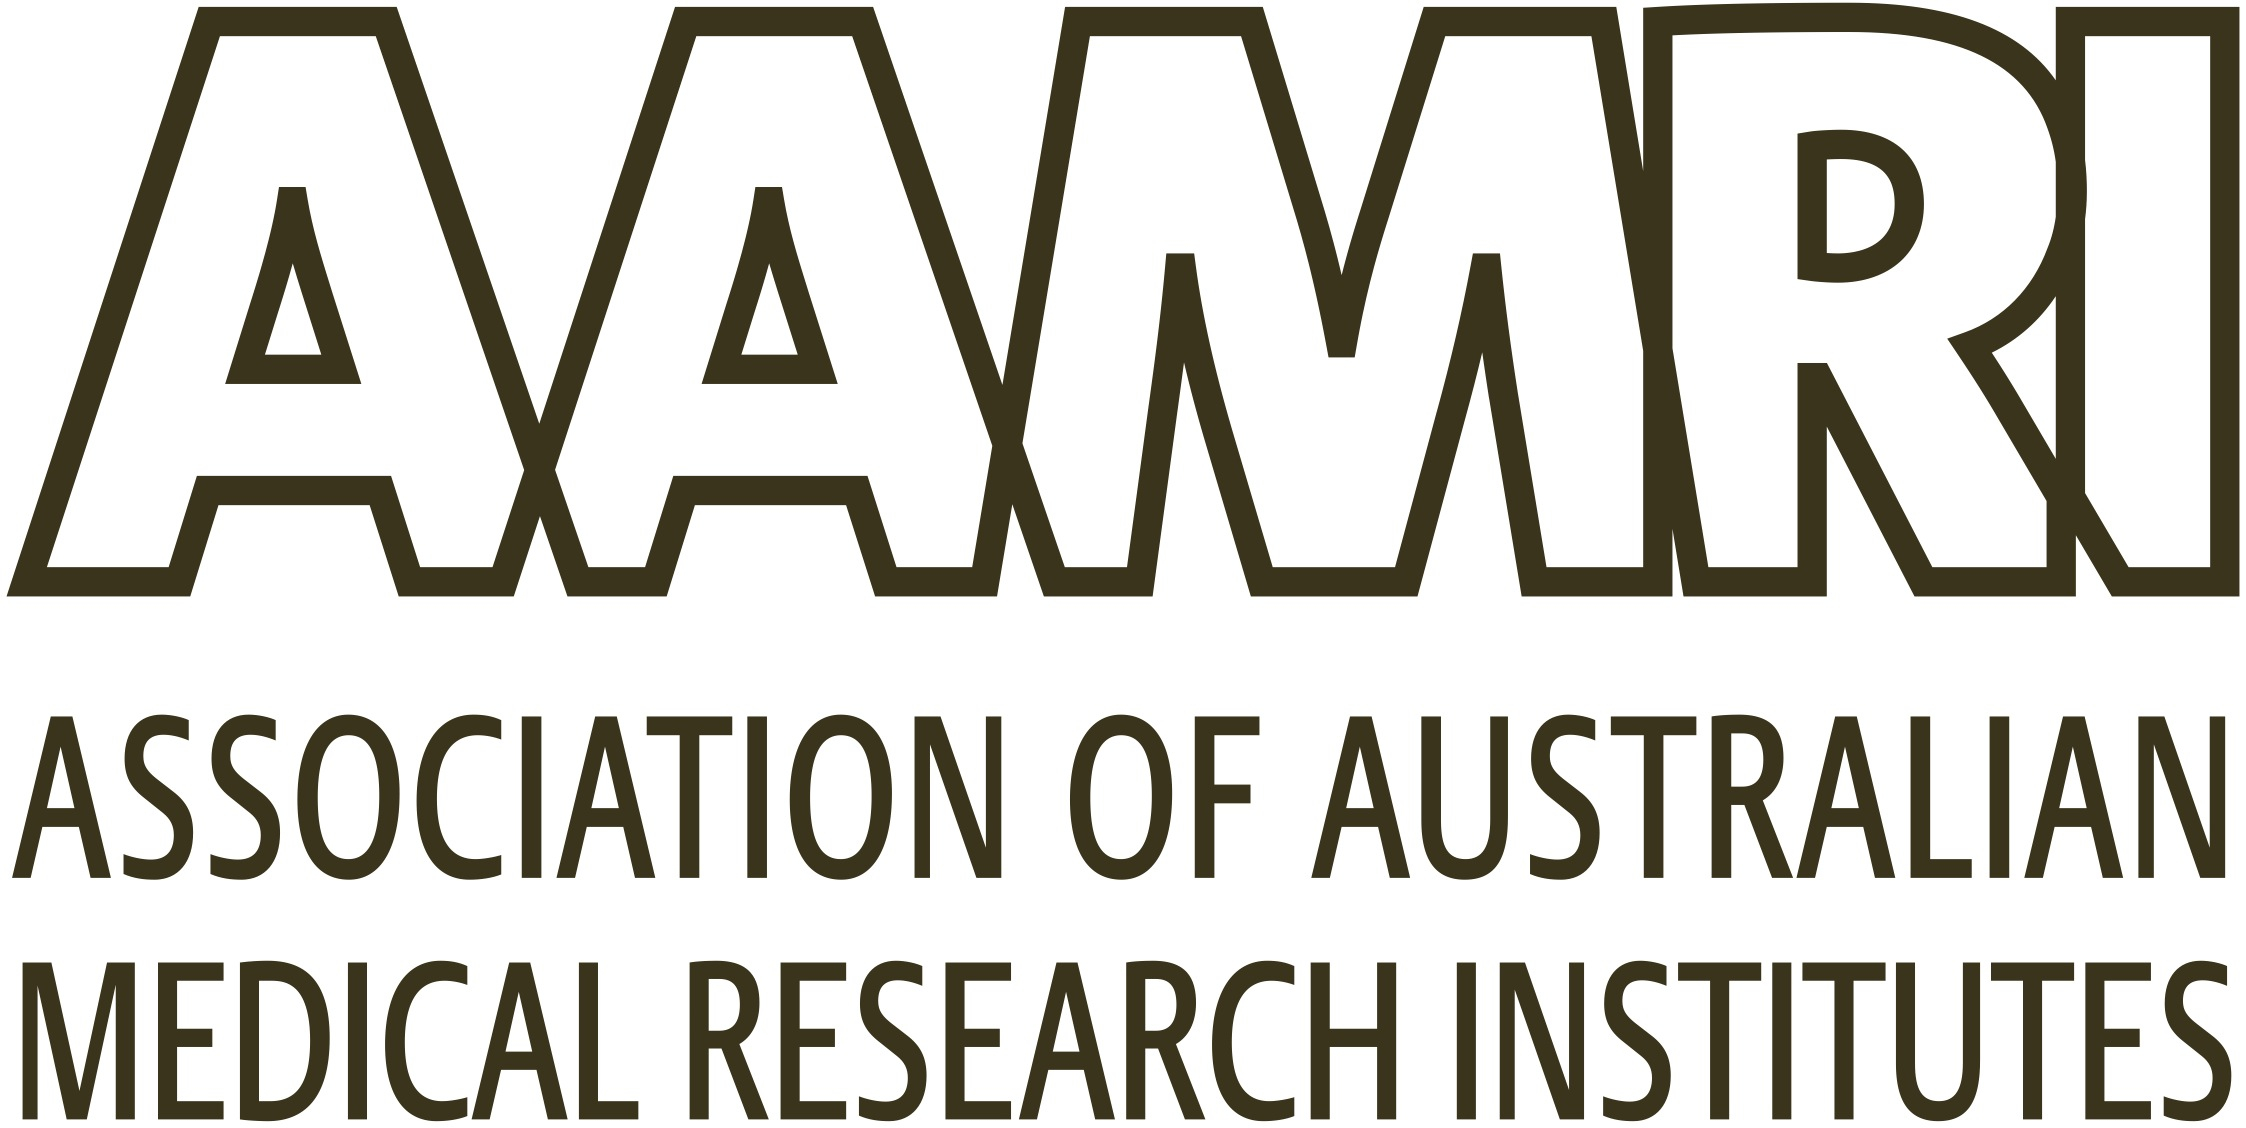 AAMRI
ASSOCIATION OF AUSTRALIAN
MEDICAL RESEARCH INSTITUTES